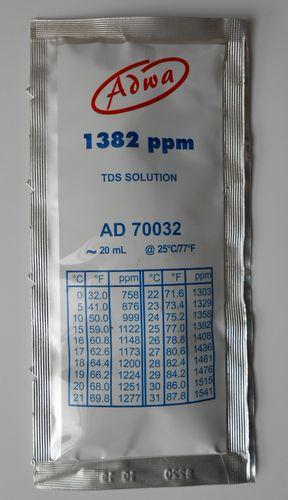 Adwa
1382 ppm
TDS SOLUTION
AD 70032
~ 20 mL @ 25°C/77°F
°C °F ppm °C °F ppm
0 32.0 758 22 71.6 1303
5 41.0 876 23 73.4 1329
10 50.0 999 24 75.2 1358
15 59.0 1122 25 77.0 1382
16 60.8 1148 26 78.8 1408
17 62.6 1173 27 80.6 1436
18 64.4 1200 28 82.4 1461
19 66.2 1224 29 84.2 1476
20 68.0 1251 30 86.0 1515
21 69.8 1277 31 87.8 1541